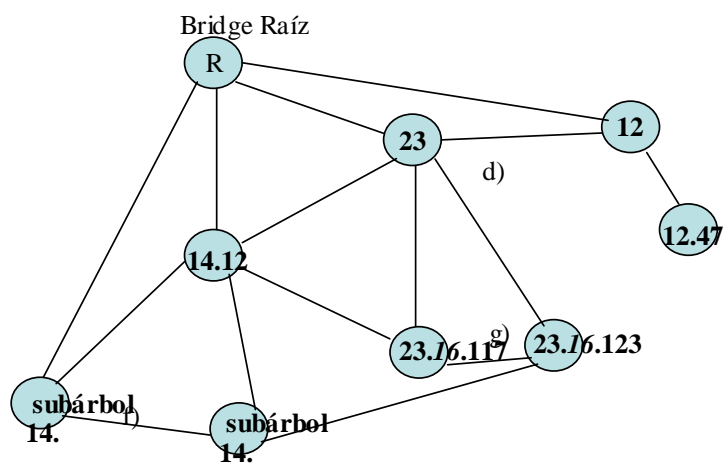 Bridge Raíz
R
23
12
d)
12.47
14.12
23.16.117
g)
23.16.123
subárbol
14.
f)
subárbol
14.